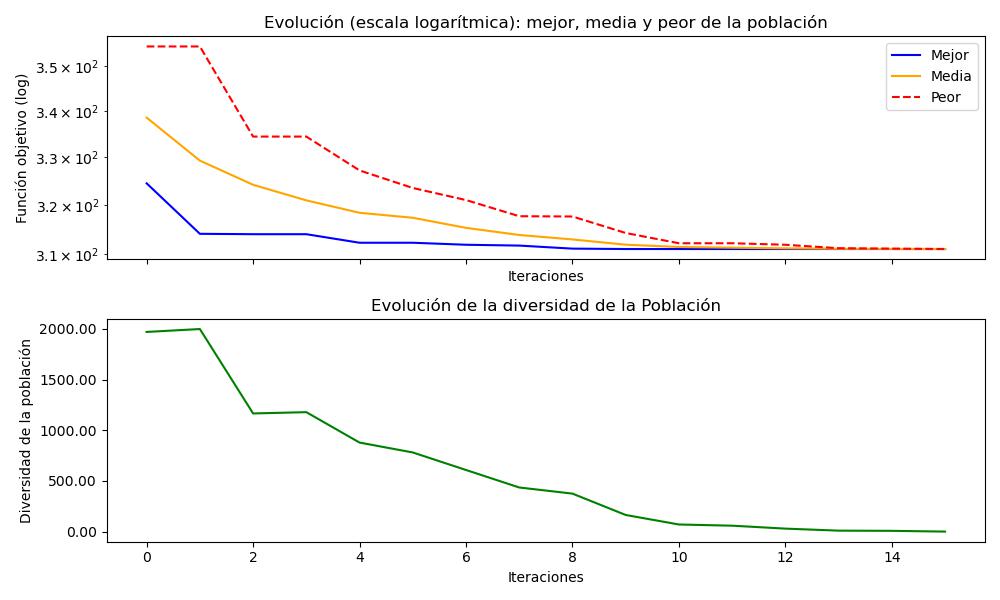 Evolución (escala logarítmica): mejor, media y peor de la población
Función objetivo (log)
3.5 × 10²
3.4 × 10²
3.3 × 10²
3.2 × 10²
3.1 × 10²
Mejor
Media
Peor
Iteraciones
Evolución de la diversidad de la Población
Diversidad de la población
2000.00
1500.00
1000.00
500.00
0.00
0 2 4 6 8 10 12 14
Iteraciones